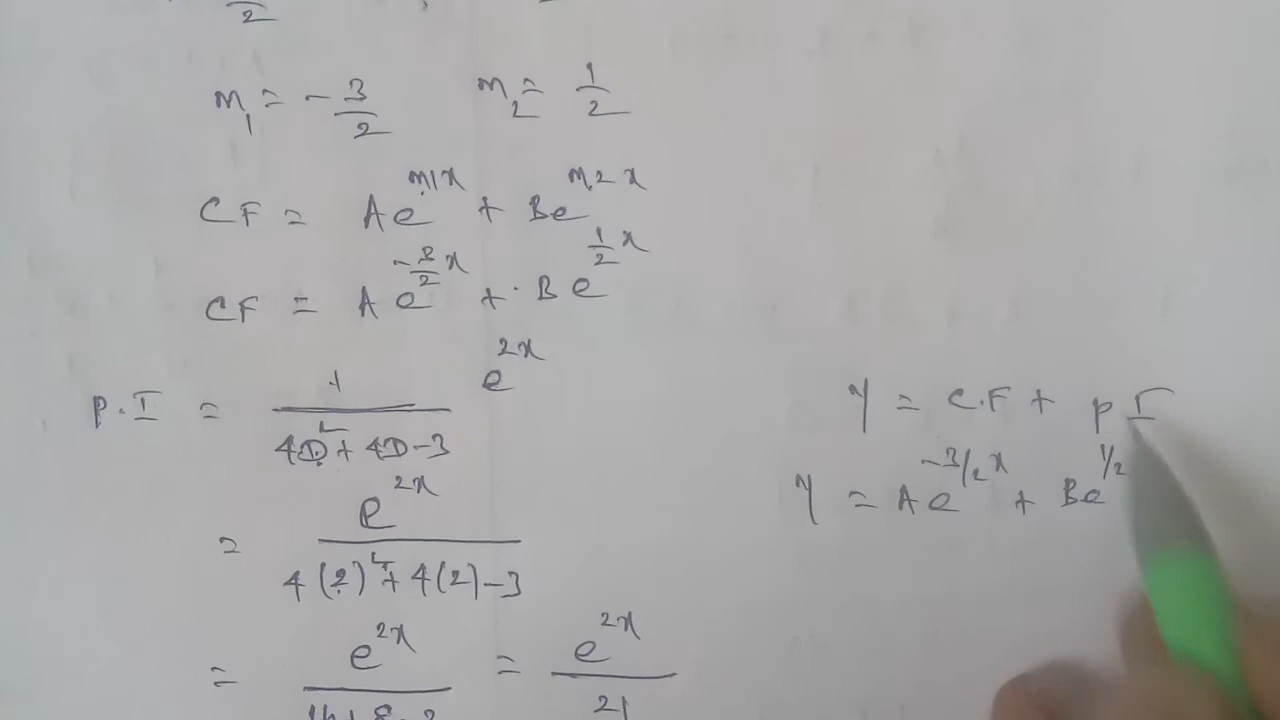 2
m₁ = -3/2    m₂ = 1/2
CF = Ae^{m1x} + Be^{m2x}
CF = Ae^{-3/2 x} + Be^{1/2 x}
P.I = 1/(4D²+4D-3) e^{2x}
= e^{2x}/(4(2)²+4(2)-3)
= e^{2x}/(16+8-3) = e^{2x}/21
y = C.F + P I
y = Ae^{-3/2 x} + Be^{1/2}